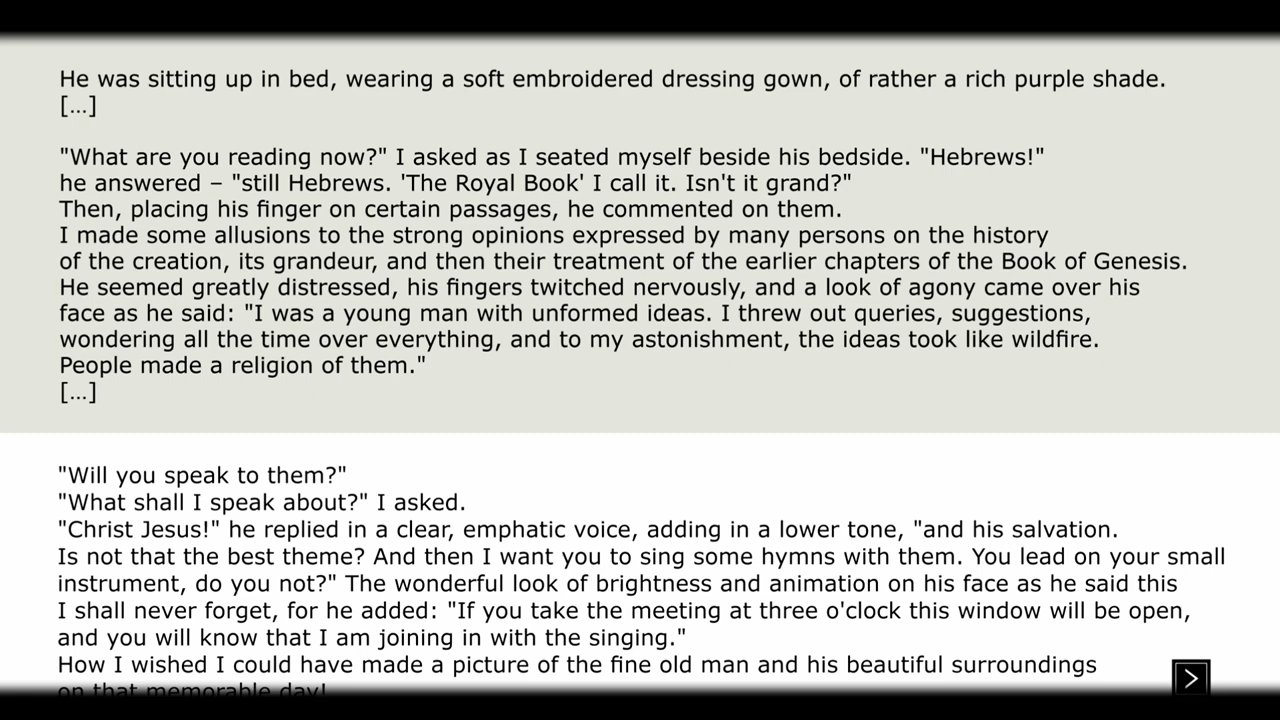 He was sitting up in bed, wearing a soft embroidered dressing gown, of rather a rich purple shade.
[...]
"What are you reading now?" I asked as I seated myself beside his bedside. "Hebrews!"
he answered – "still Hebrews. 'The Royal Book' I call it. Isn't it grand?"
Then, placing his finger on certain passages, he commented on them.
I made some allusions to the strong opinions expressed by many persons on the history
of the creation, its grandeur, and then their treatment of the earlier chapters of the Book of Genesis.
He seemed greatly distressed, his fingers twitched nervously, and a look of agony came over his
face as he said: "I was a young man with unformed ideas. I threw out queries, suggestions,
wondering all the time over everything, and to my astonishment, the ideas took like wildfire.
People made a religion of them."
[...]
"Will you speak to them?"
"What shall I speak about?" I asked.
"Christ Jesus!" he replied in a clear, emphatic voice, adding in a lower tone, "and his salvation.
Is not that the best theme? And then I want you to sing some hymns with them. You lead on your small
instrument, do you not?" The wonderful look of brightness and animation on his face as he said this
I shall never forget, for he added: "If you take the meeting at three o'clock this window will be open,
and you will know that I am joining in with the singing."
How I wished I could have made a picture of the fine old man and his beautiful surroundings
on that memorable day!